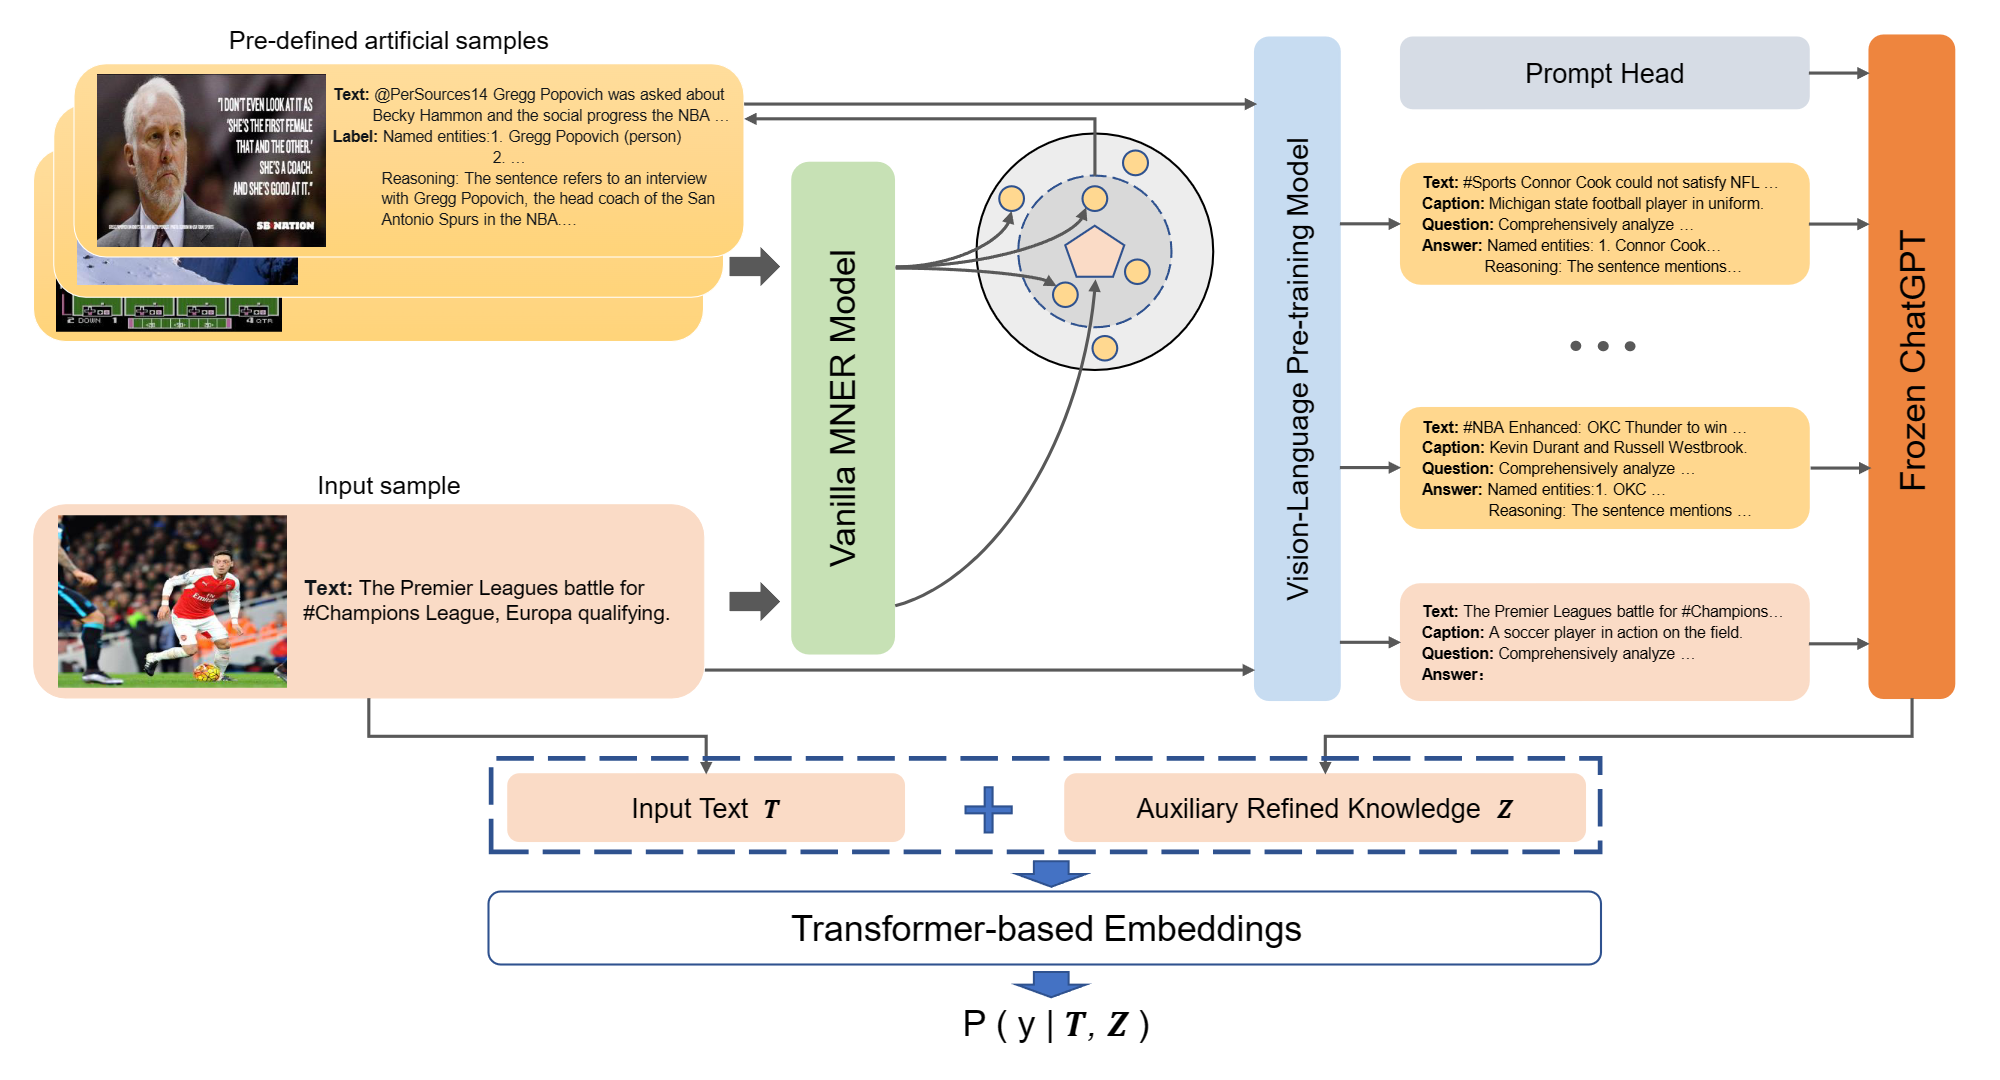 Pre-defined artificial samples
"I DON'T EVEN LOOK AT IT AS
'SHE'S THE FIRST FEMALE
THAT AND THE OTHER.'
SHE'S A COACH.
AND SHE'S GOOD AT IT."
SB NATION
Text: @PerSources14 Gregg Popovich was asked about
Becky Hammon and the social progress the NBA …
Label: Named entities:1. Gregg Popovich (person)
2. …
Reasoning: The sentence refers to an interview
with Gregg Popovich, the head coach of the San
Antonio Spurs in the NBA.…
2 DOWN 1 4 QTR
Input sample
Text: The Premier Leagues battle for
#Champions League, Europa qualifying.
Vanilla MNER Model
Vision-Language Pre-training Model
Prompt Head
Text: #Sports Connor Cook could not satisfy NFL …
Caption: Michigan state football player in uniform.
Question: Comprehensively analyze …
Answer: Named entities: 1. Connor Cook…
Reasoning: The sentence mentions…
• • •
Text: #NBA Enhanced: OKC Thunder to win …
Caption: Kevin Durant and Russell Westbrook.
Question: Comprehensively analyze …
Answer: Named entities:1. OKC …
Reasoning: The sentence mentions …
Text: The Premier Leagues battle for #Champions…
Caption: A soccer player in action on the field.
Question: Comprehensively analyze …
Answer:
Frozen ChatGPT
Input Text T
Auxiliary Refined Knowledge Z
Transformer-based Embeddings
P ( y | T, Z )